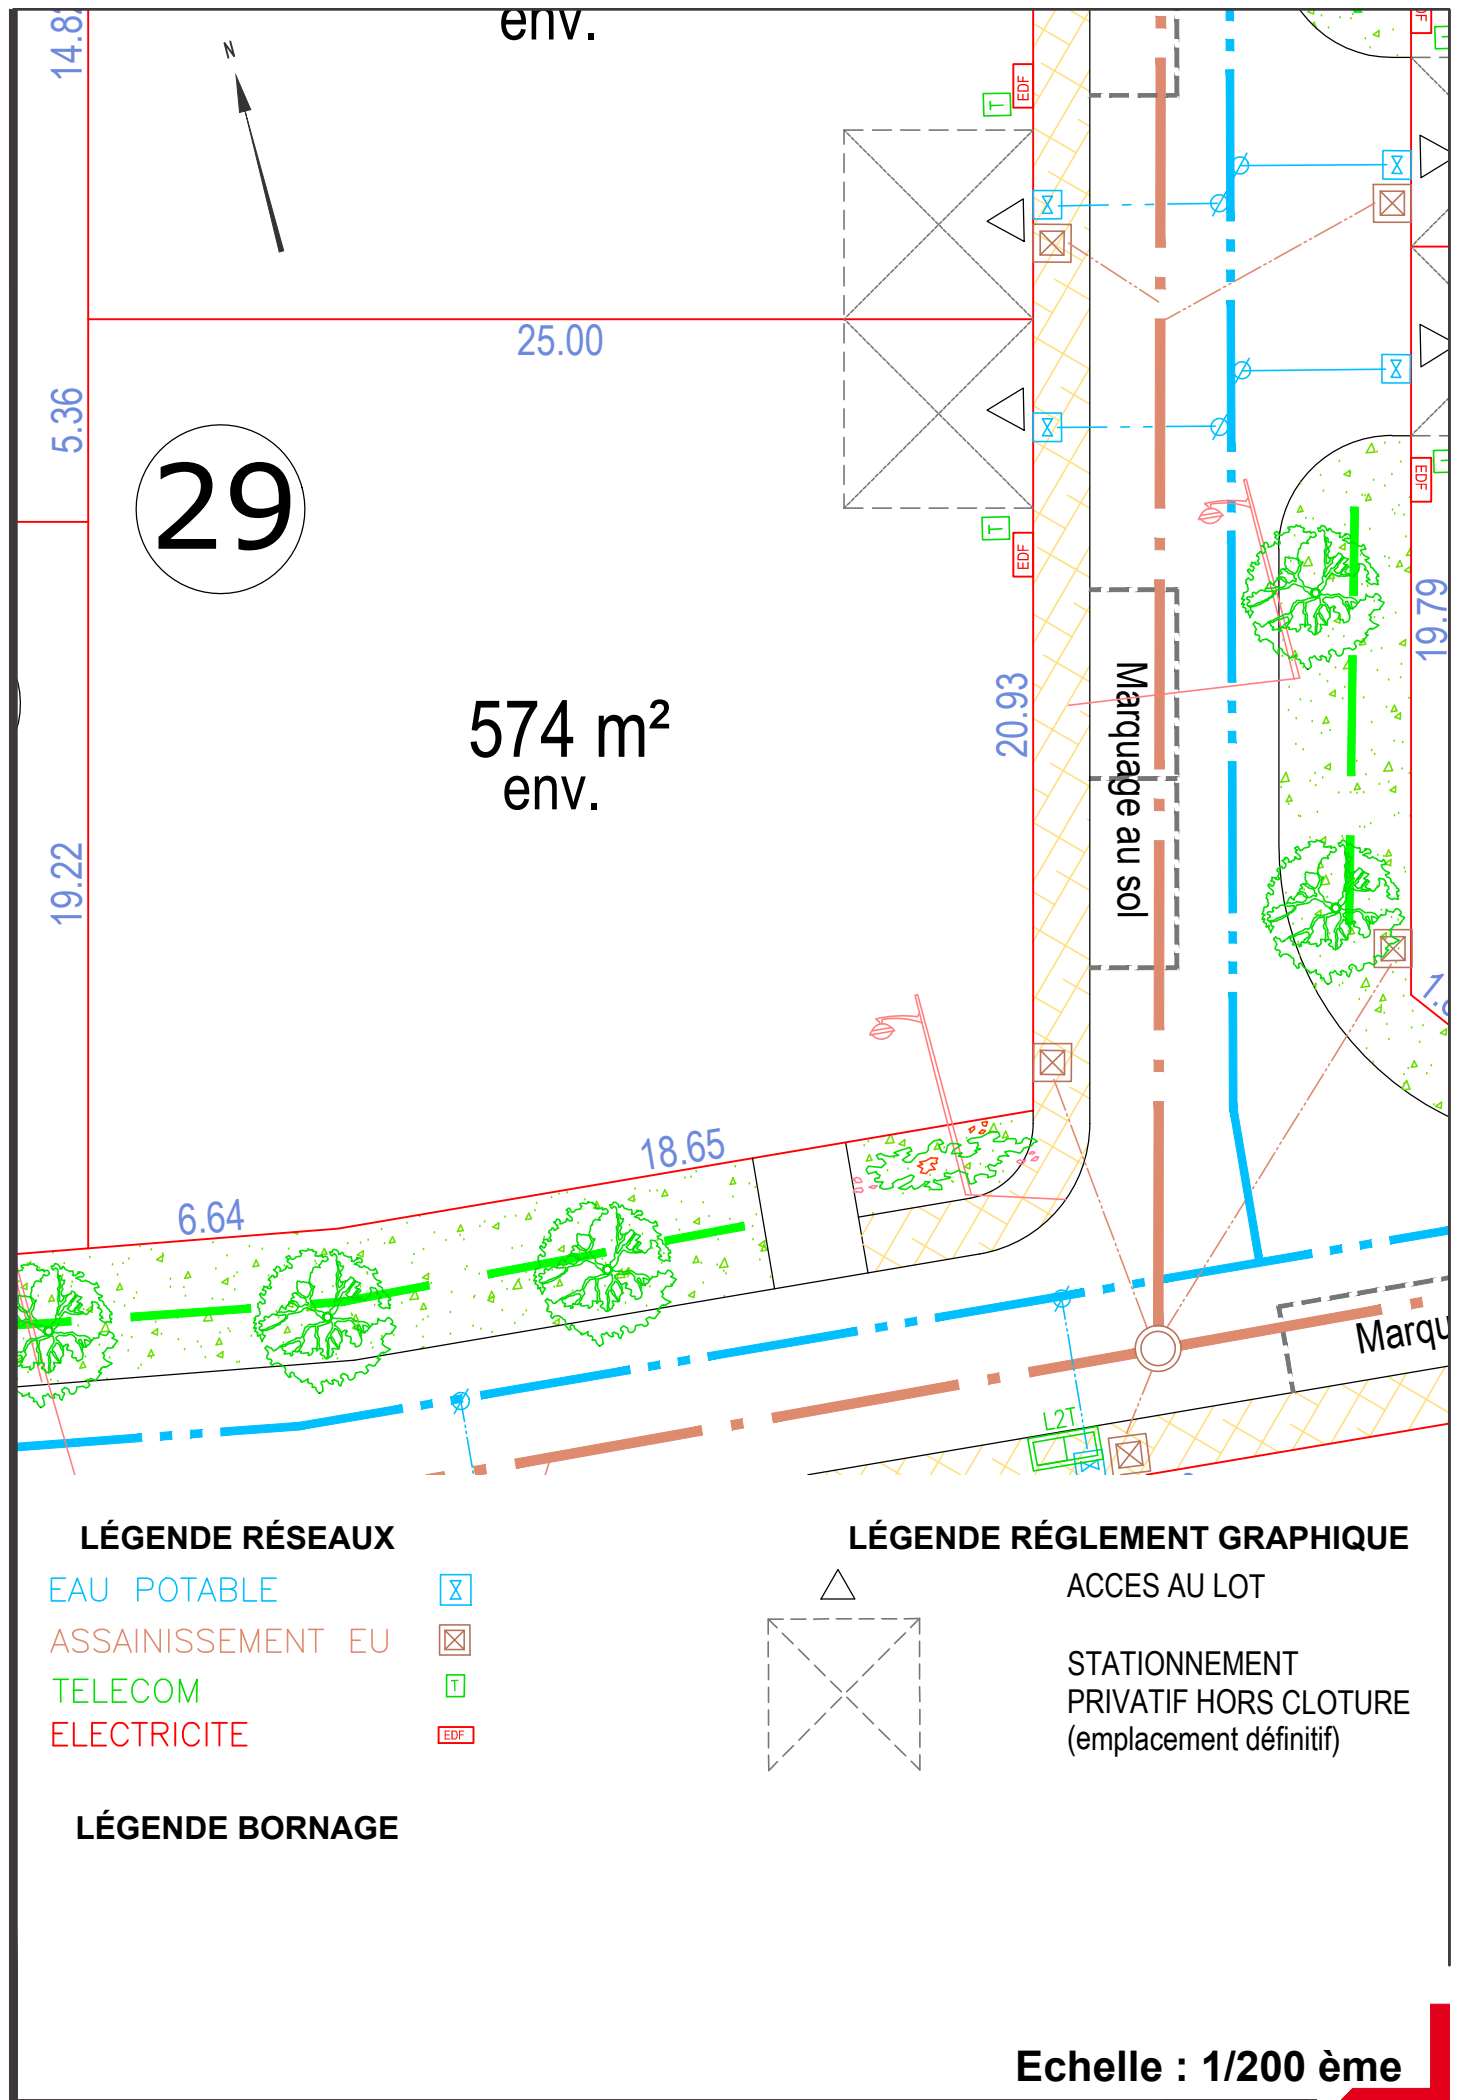 env.
14.82
N
EDF
T
EDF
25.00
5.36
29
T
EDF
EDF
19.79
574 m²
env.
20.93
Marquage au sol
19.22
18.65
6.64
Marqu
L2T
LÉGENDE RÉSEAUX
EAU POTABLE
ASSAINISSEMENT EU
TELECOM
T
ELECTRICITE
EDF
LÉGENDE BORNAGE
LÉGENDE RÉGLEMENT GRAPHIQUE
ACCES AU LOT
STATIONNEMENT
PRIVATIF HORS CLOTURE
(emplacement définitif)
Echelle : 1/200 ème